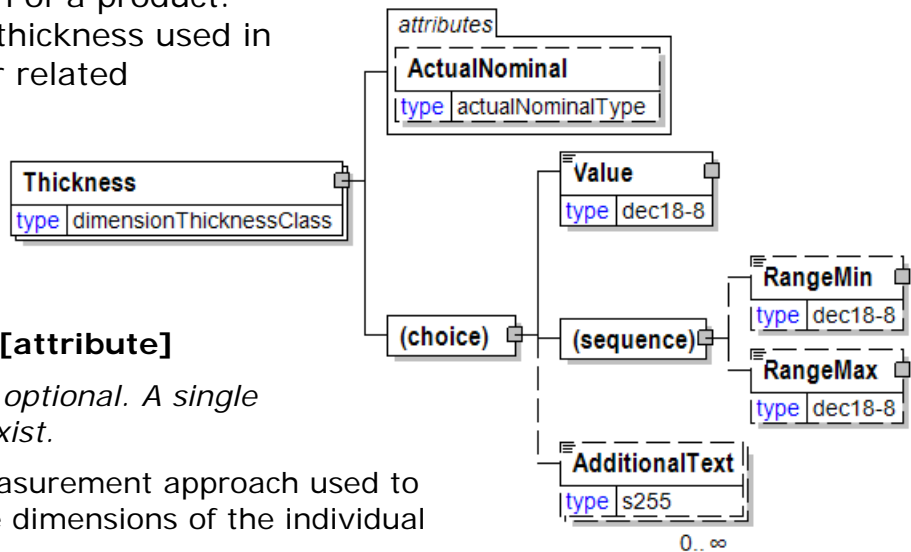 n of a product.
thickness used in
r related
[attribute]
optional. A single
xist.
asurement approach used to
e dimensions of the individual
attributes
ActualNominal
type actualNominalType
Thickness
type dimensionThicknessClass
Value
type dec18-8
(choice)
(sequence)
RangeMin
type dec18-8
RangeMax
type dec18-8
AdditionalText
type s255
0.. ∞